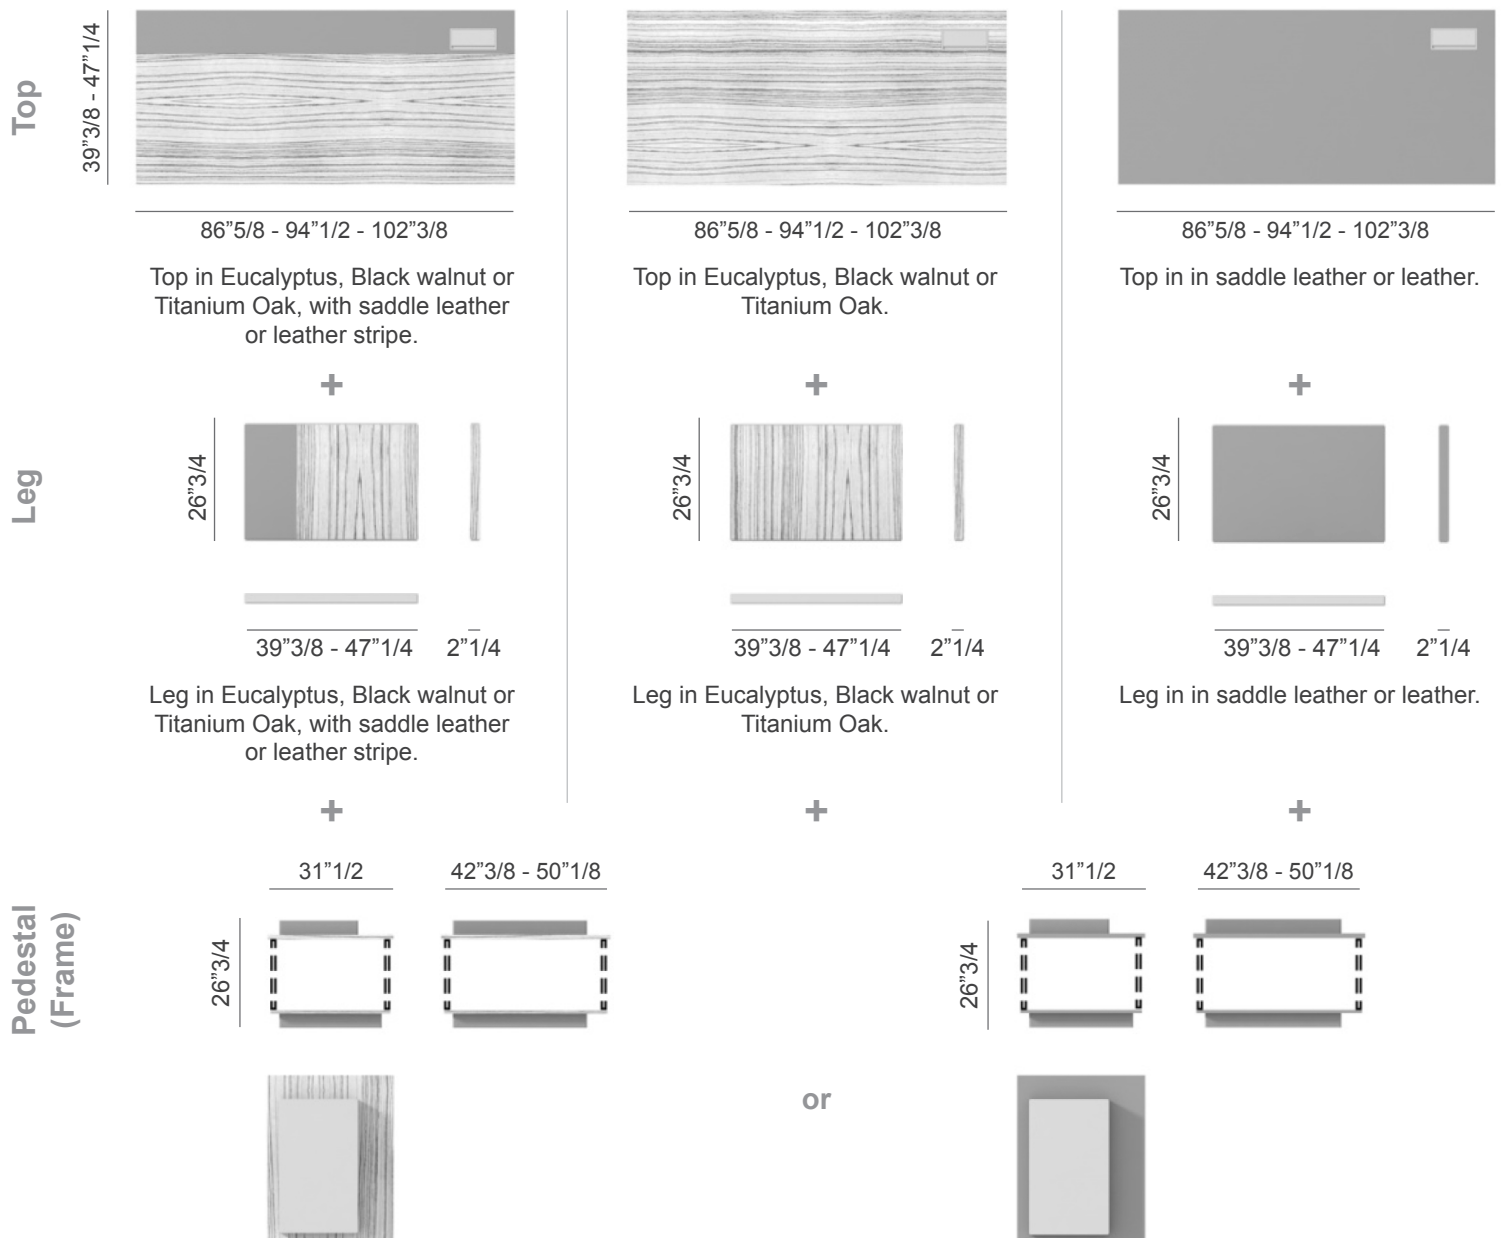 Top
39”3/8 - 47”1/4
86”5/8 - 94”1/2 - 102”3/8
86”5/8 - 94”1/2 - 102”3/8
86”5/8 - 94”1/2 - 102”3/8
Top in Eucalyptus, Black walnut or
Titanium Oak, with saddle leather
or leather stripe.
Top in Eucalyptus, Black walnut or
Titanium Oak.
Top in in saddle leather or leather.
+
+
+
Leg
26”3/4
39”3/8 - 47”1/4
2”1/4
26”3/4
39”3/8 - 47”1/4
2”1/4
26”3/4
39”3/8 - 47”1/4
2”1/4
Leg in Eucalyptus, Black walnut or
Titanium Oak, with saddle leather
or leather stripe.
Leg in Eucalyptus, Black walnut or
Titanium Oak.
Leg in in saddle leather or leather.
+
+
+
Pedestal
(Frame)
31”1/2
42”3/8 - 50”1/8
26”3/4
or
31”1/2
42”3/8 - 50”1/8
26”3/4